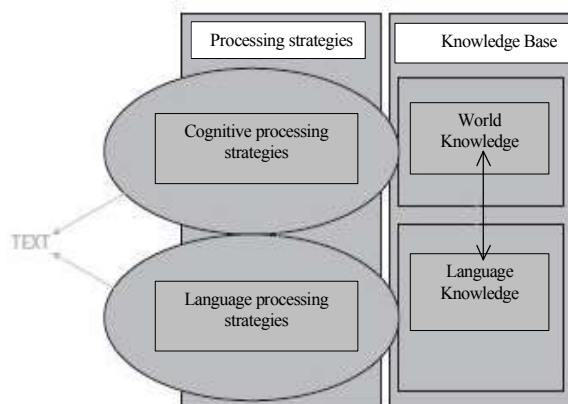 Processing strategies
Knowledge Base
Cognitive processing
strategies
World
Knowledge
TEXT
Language processing
strategies
Language
Knowledge